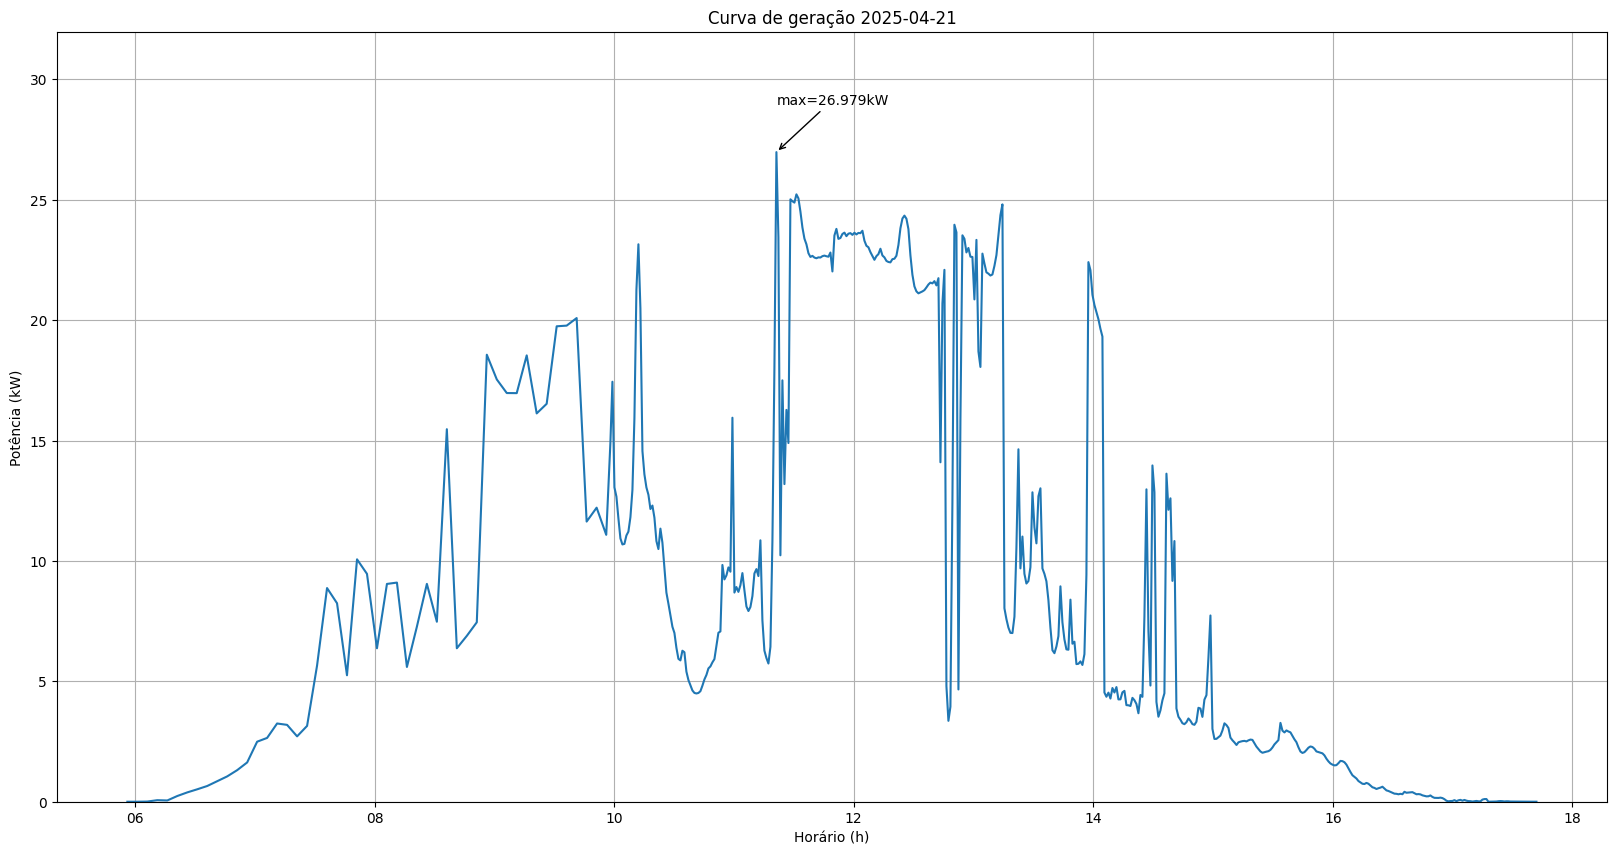 Curva de geração 2025-04-21
30
25
20
15
10
5
0
Potência (kW)
max=26.979kW
06 08 10 12 14 16 18
Horário (h)